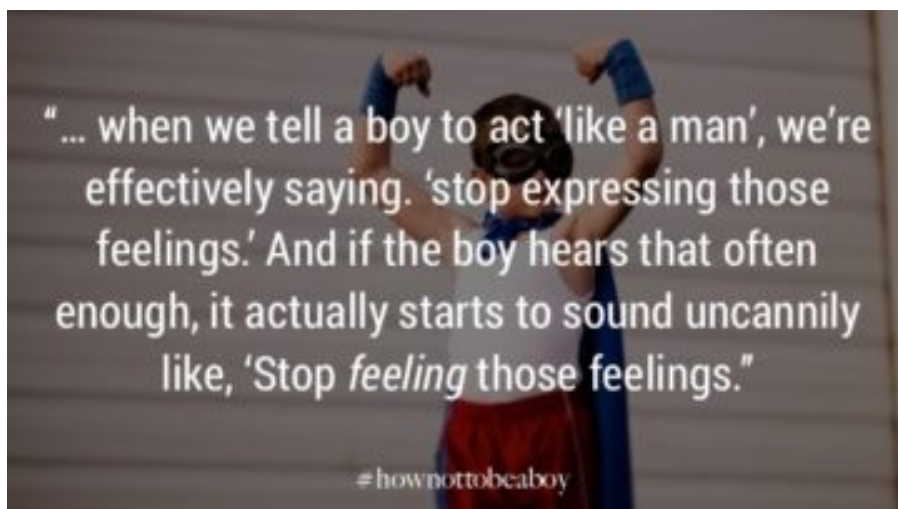 “... when we tell a boy to act ‘like a man’, we’re
effectively saying. ‘stop expressing those
feelings.’ And if the boy hears that often
enough, it actually starts to sound uncannily
like, ‘Stop feeling those feelings.”
#hownottobeaboy